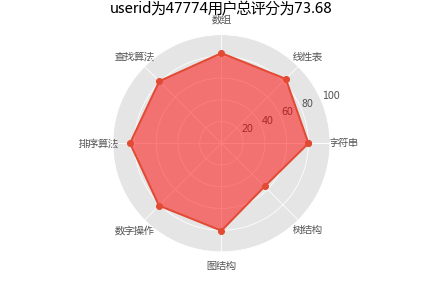 userid为47774用户总评分为73.68
数组
查找算法
线性表
100
80
60
40
20
排序算法
字符串
数字操作
树结构
图结构